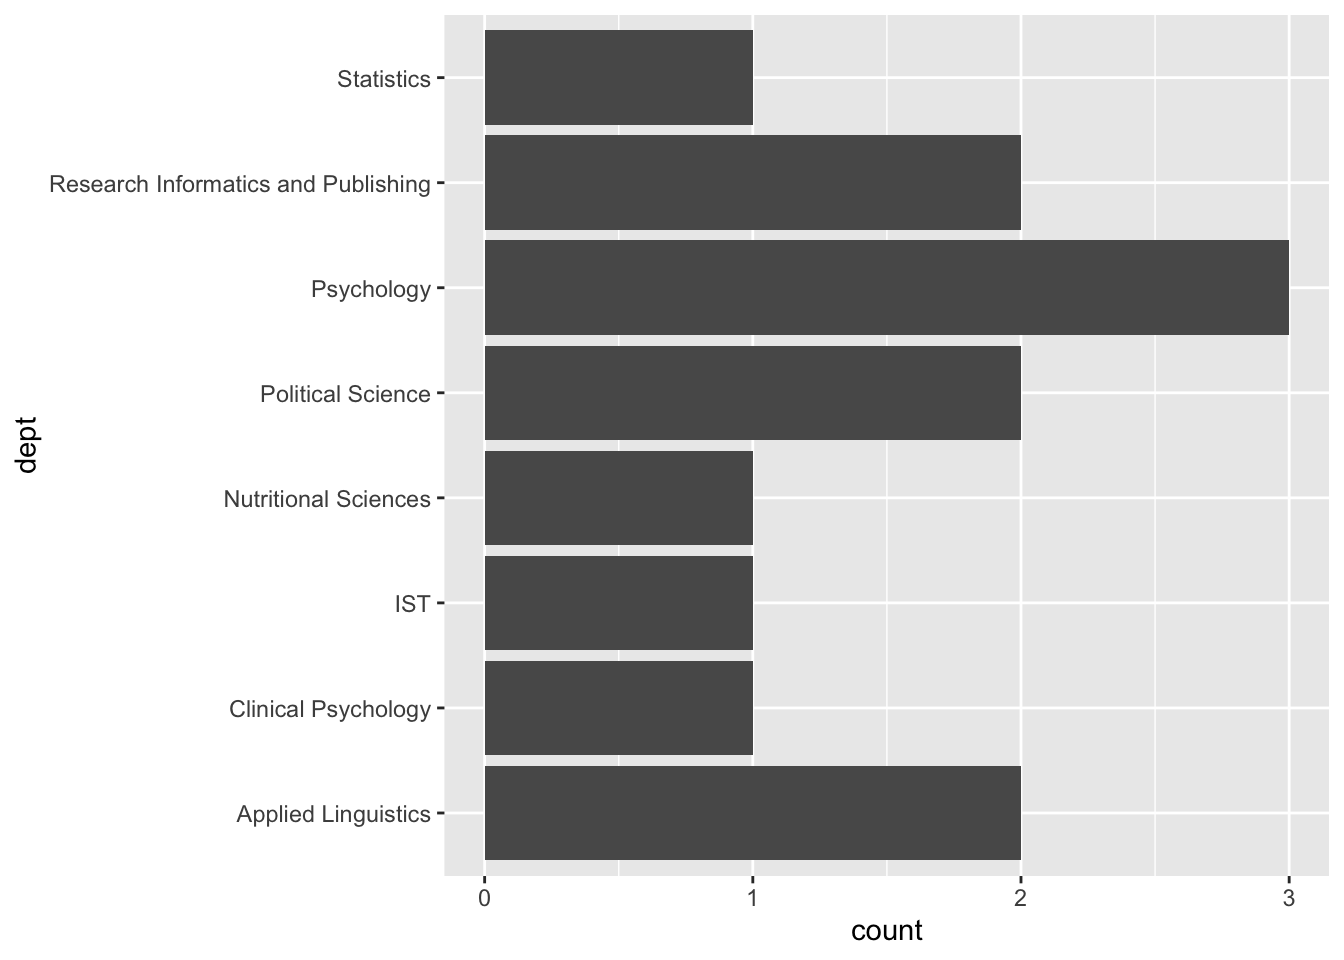 Statistics
Research Informatics and Publishing
Psychology
Political Science
Nutritional Sciences
IST
Clinical Psychology
Applied Linguistics
dept
0 1 2 3
count